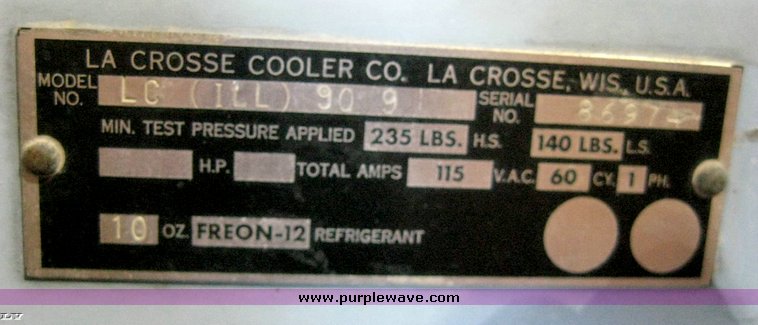 LA CROSSE COOLER CO. LA CROSSE, WIS., U.S.A.
MODEL NO. LC (ILL) 90 9 SERIAL NO.
MIN. TEST PRESSURE APPLIED 235 LBS. H.S. 140 LBS. L.S.
H.P. TOTAL AMPS 115 V.A.C. 60 CY. 1 PH.
10 OZ. FREON-12 REFRIGERANT
www.purplewave.com